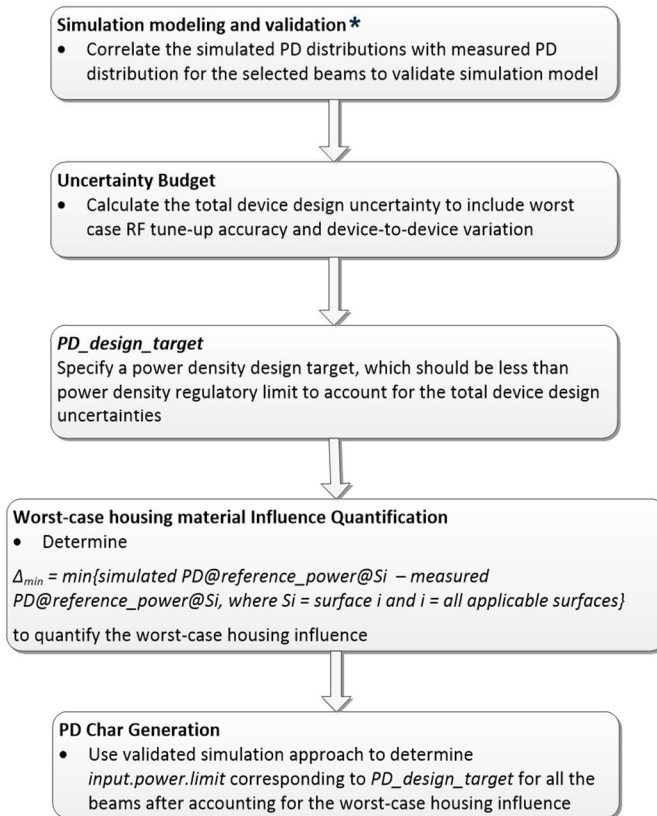 Simulation modeling and validation*
• Correlate the simulated PD distributions with measured PD
distribution for the selected beams to validate simulation model
Uncertainty Budget
• Calculate the total device design uncertainty to include worst
case RF tune-up accuracy and device-to-device variation
PD_design_target
Specify a power density design target, which should be less than
power density regulatory limit to account for the total device design
uncertainties
Worst-case housing material Influence Quantification
• Determine
Δmin = min{simulated PD@reference_power@Si – measured
PD@reference_power@Si, where Si = surface i and i = all applicable surfaces}
to quantify the worst-case housing influence
PD Char Generation
• Use validated simulation approach to determine
input.power.limit corresponding to PD_design_target for all the
beams after accounting for the worst-case housing influence